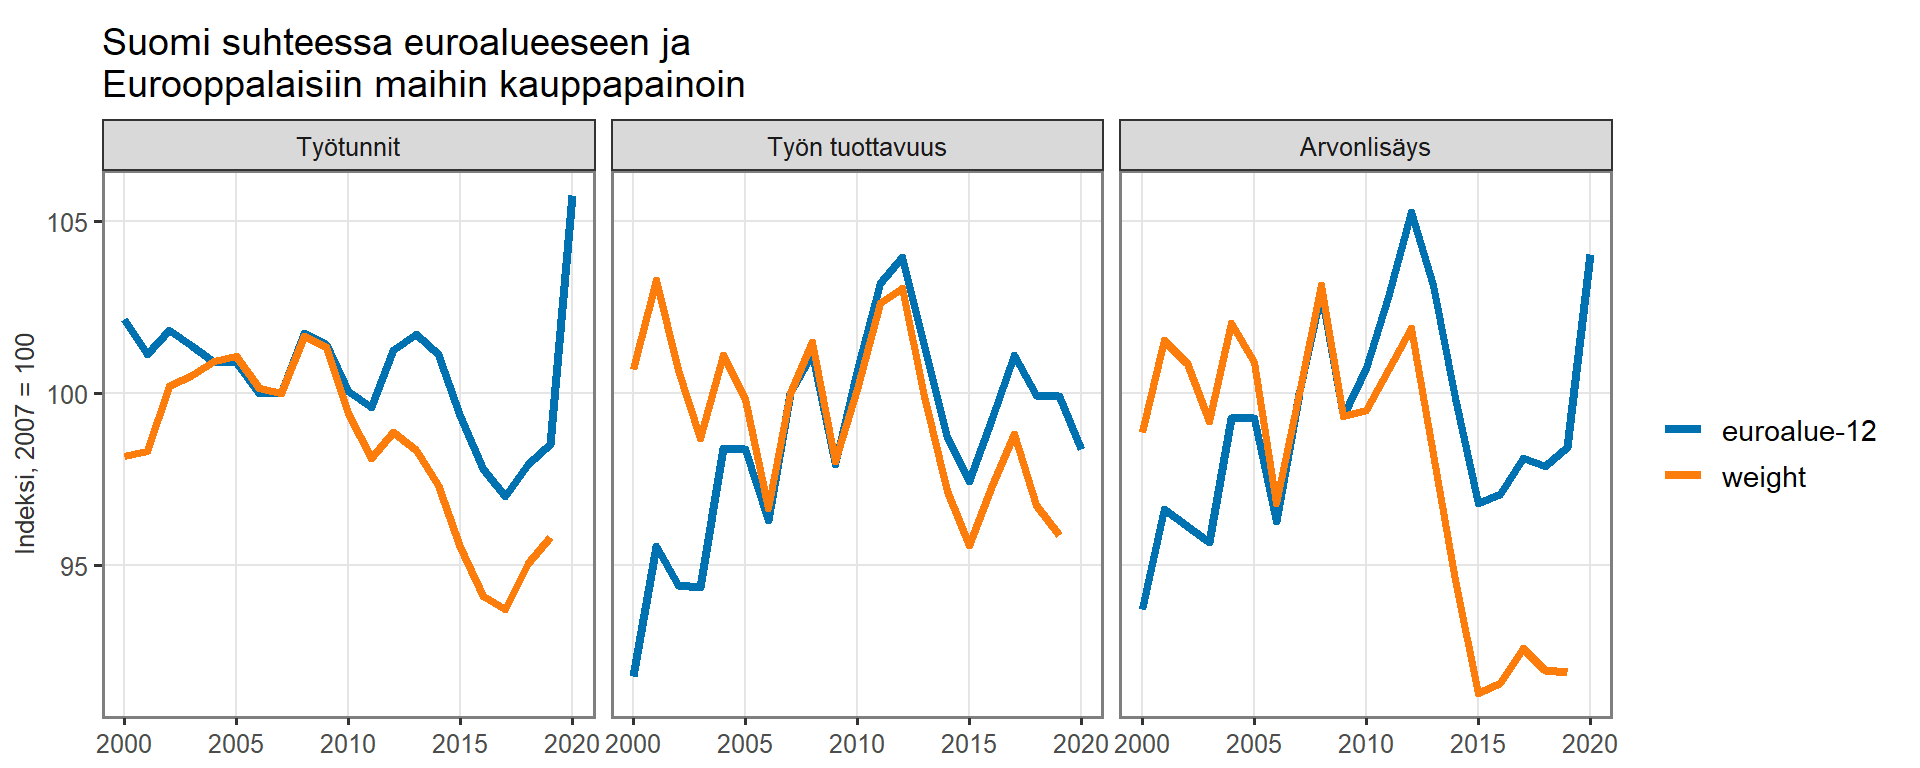 Suomi suhteessa euroalueeseen ja
Eurooppalaisiin maihin kauppapainoin
Työtunnit
Työn tuottavuus
Arvonlisäys
Indeksi, 2007 = 100
105
100
95
2000 2005 2010 2015 2020
2000 2005 2010 2015 2020
2000 2005 2010 2015 2020
euroalue-12
weight